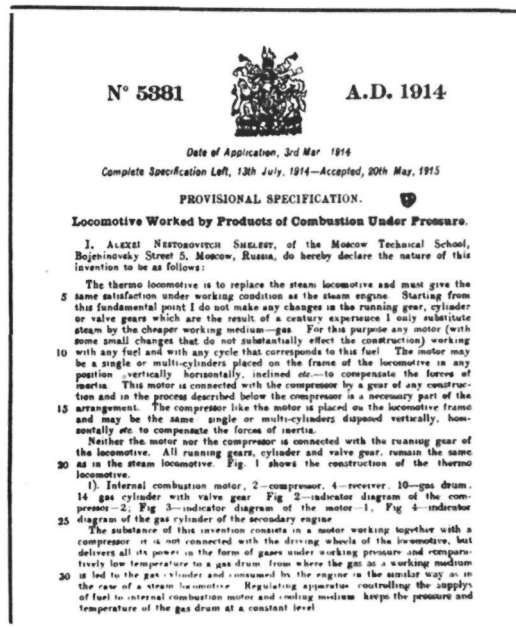 N° 5381
A.D. 1914
Date of Application, 3rd Mar 1914
Complete Specification Left, 13th July, 1914—Accepted, 20th May, 1915
PROVISIONAL SPECIFICATION.
Locomotive Worked by Products of Combustion Under Pressure.
I, ALEXEI NESTOROVITCH SHELEST, of the Moscow Technical School,
Bojeninovsky Street 5, Moscow, Russia, do hereby declare the nature of this
invention to be as follows:
The thermo locomotive is to replace the steam locomotive and must give the
5 same satisfaction under working condition as the steam engine. Starting from
this fundamental point I do not make any changes in the running gear, cylinder
or valve gears which are the result of a century experience I only substitute
steam by the cheaper working medium—gas. For this purpose any motor (with
some small changes that do not substantially effect the construction) working
10 with any fuel and with any cycle that corresponds to this fuel The motor may
be a single or multi-cylinders placed on the frame of the locomotive in any
position—vertically horizontally, inclined etc.—to compensate the forces of
inertia. This motor is connected with the compressor by a gear of any construc-
tion and in the process described below the compressor is a necessary part of the
15 arrangement. The compressor like the motor is placed on the locomotive frame
and may be the same single or multi-cylinders disposed vertically, hori-
zontally etc. to compensate the forces of inertia.
Neither the motor nor the compressor is connected with the running gear of
the locomotive. All running gears, cylinder and valve gear, remain the same
20 as in the steam locomotive. Fig. 1 shows the construction of the thermo
locomotive.
1). Internal combustion motor, 2—compressor, 4—receiver, 10—gas drum,
14 gas cylinder with valve gear Fig 2—indicator diagram of the com-
pressor—2; Fig 3—indicator diagram of the motor—1, Fig 4—indicator
25 diagram of the gas cylinder of the secondary engine
The substance of this invention consists in a motor working together with a
compressor it is not connected with the driving wheels of the locomotive, but
delivers all its power in the form of gases under working pressure and compara-
tively low temperature to a gas drum from where the gas as a working medium
30 is led to the gas cylinder and consumed by the engine in the similar way as in
the case of a steam locomotive Regulating apparatus controlling the supply
of fuel to internal combustion motor and cooling medium keeps the pressure and
temperature of the gas drum at a constant level